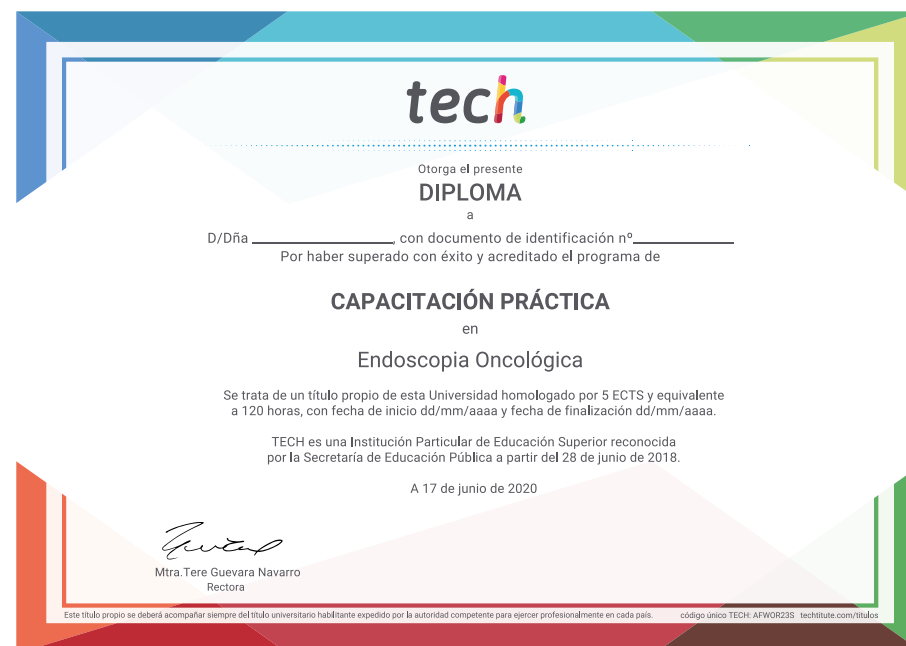 tech
Otorga el presente
DIPLOMA
a
D/Dña ____________________, con documento de identificación nº______________
Por haber superado con éxito y acreditado el programa de
CAPACITACIÓN PRÁCTICA
en
Endoscopia Oncológica
Se trata de un título propio de esta Universidad homologado por 5 ECTS y equivalente
a 120 horas, con fecha de inicio dd/mm/aaaa y fecha de finalización dd/mm/aaaa.
TECH es una Institución Particular de Educación Superior reconocida
por la Secretaría de Educación Pública a partir del 28 de junio de 2018.
A 17 de junio de 2020
Mtra.Tere Guevara Navarro
Rectora
Este título propio se deberá acompañar siempre del título universitario habilitante expedido por la autoridad competente para ejercer profesionalmente en cada país. código único TECH: AFWOR23S techtitute.com/titulos